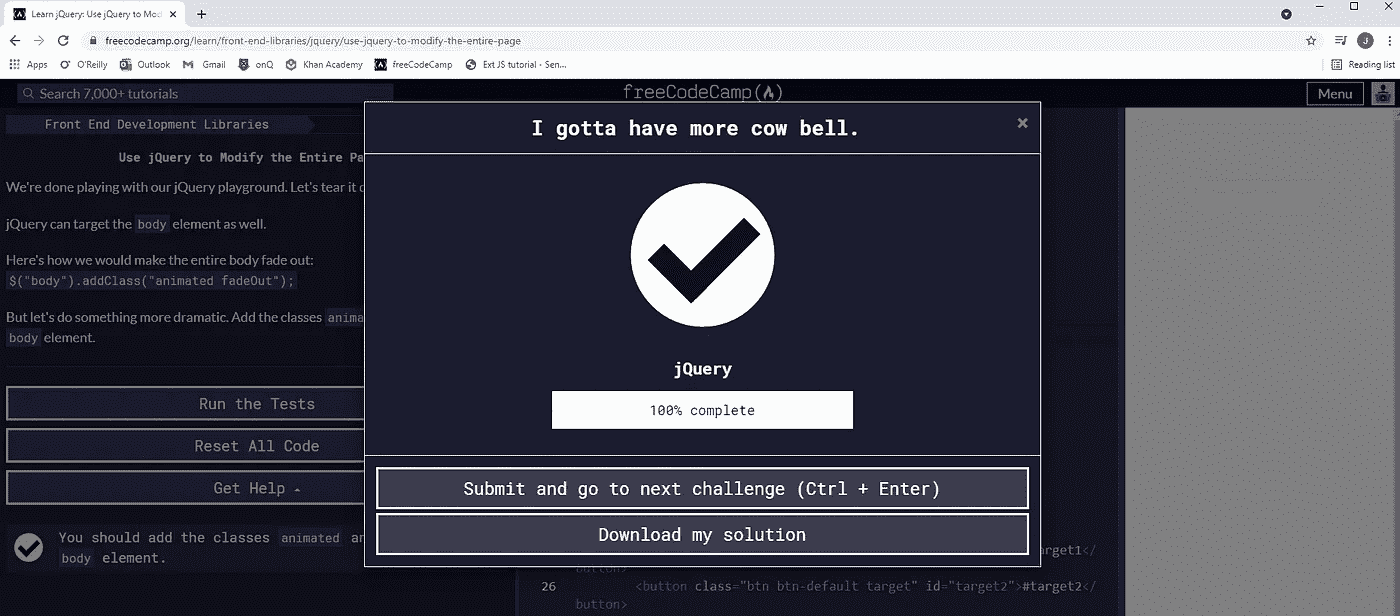 Learn jQuery: Use jQuery to Mod
freecodecamp.org/learn/front-end-libraries/jquery/use-jquery-to-modify-the-entire-page
J
Apps O'Reilly Outlook Gmail onQ Khan Academy freeCodeCamp Ext JS tutorial - Sen... Reading list
Search 7,000+ tutorials
freeCodeCamp
Menu
Front End Development Libraries
Use jQuery to Modify the Entire Pa
We're done playing with our jQuery playground. Let's tear it d
jQuery can target the body element as well.
Here's how we would make the entire body fade out:
$("body").addClass("animated fadeOut");
But let's do something more dramatic. Add the classes anima
body element.
Run the Tests
Reset All Code
Get Help
You should add the classes animated an
body element.
I gotta have more cow bell.
×
jQuery
100% complete
Submit and go to next challenge (Ctrl + Enter)
Download my solution
arget1</
button>
26 <button class="btn btn-default target" id="target2">#target2</
button>